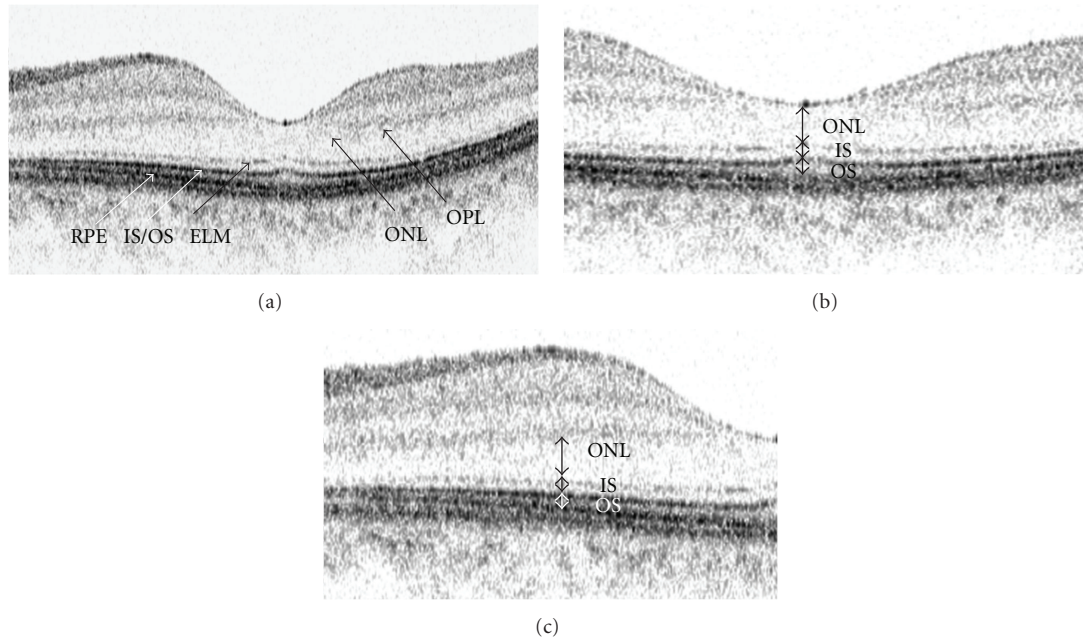 RPE IS/OS ELM ONL OPL
(a)
ONL
IS
OS
(b)
ONL
IS
OS
(c)